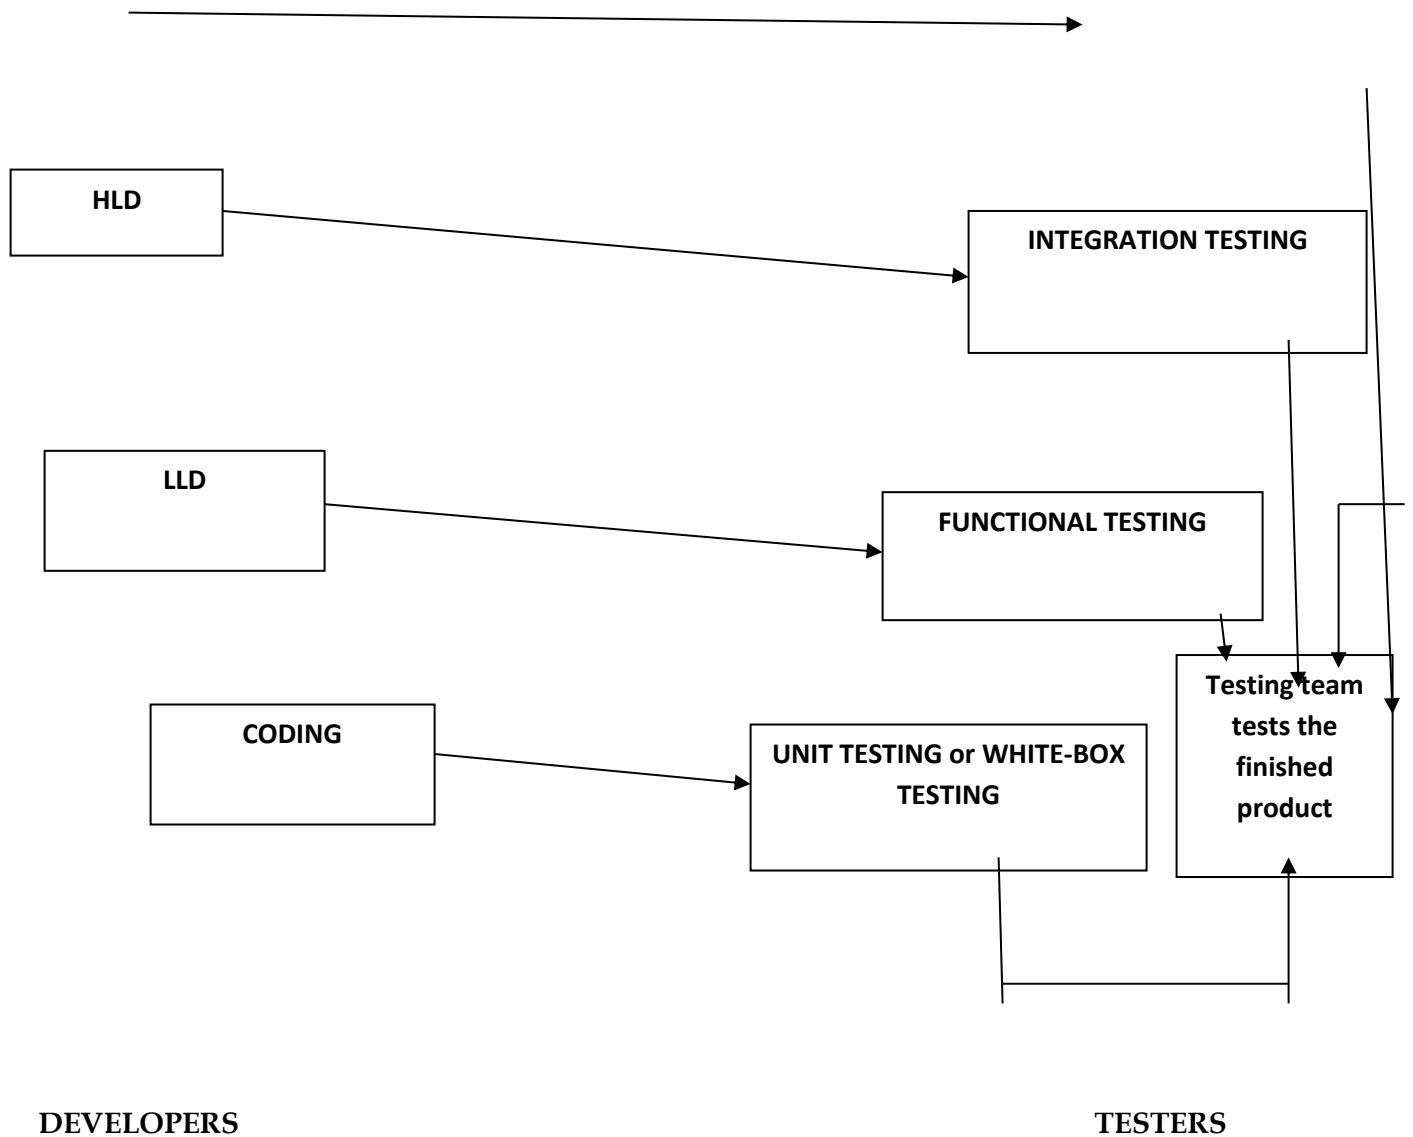 HLD
INTEGRATION TESTING
LLD
FUNCTIONAL TESTING
CODING
UNIT TESTING or WHITE-BOX
TESTING
Testing team
tests the
finished
product
DEVELOPERS
TESTERS